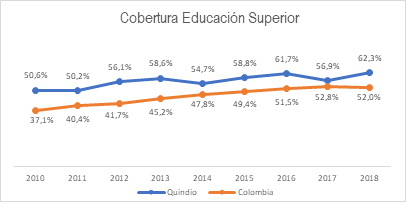 Cobertura Educación Superior
50,6% 50,2% 56,1% 58,6% 54,7% 58,8% 61,7% 56,9% 62,3%
37,1% 40,4% 41,7% 45,2% 47,8% 49,4% 51,5% 52,8% 52,0%
2010 2011 2012 2013 2014 2015 2016 2017 2018
Quindío Colombia